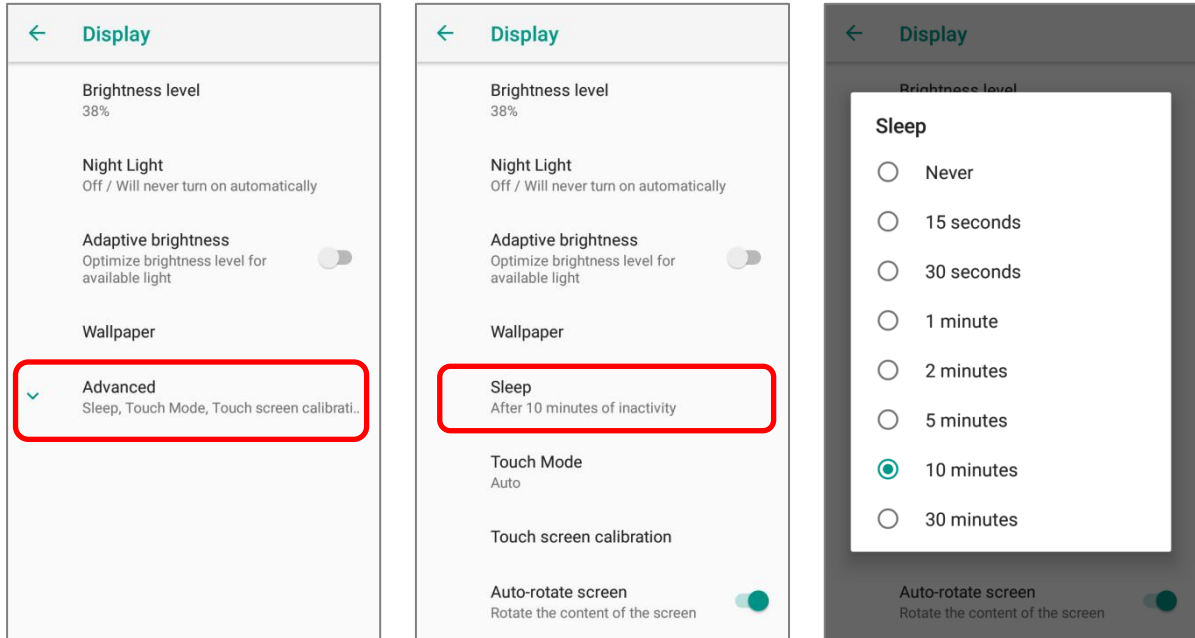 Display
Brightness level
38%
Night Light
Off / Will never turn on automatically
Adaptive brightness
Optimize brightness level for
available light
Wallpaper
Advanced
Sleep, Touch Mode, Touch screen calibrati..
Display
Brightness level
38%
Night Light
Off / Will never turn on automatically
Adaptive brightness
Optimize brightness level for
available light
Wallpaper
Sleep
After 10 minutes of inactivity
Touch Mode
Auto
Touch screen calibration
Auto-rotate screen
Rotate the content of the screen
Display
Brightness level
Sleep
Never
15 seconds
30 seconds
1 minute
2 minutes
5 minutes
10 minutes
30 minutes
Auto-rotate screen
Rotate the content of the screen